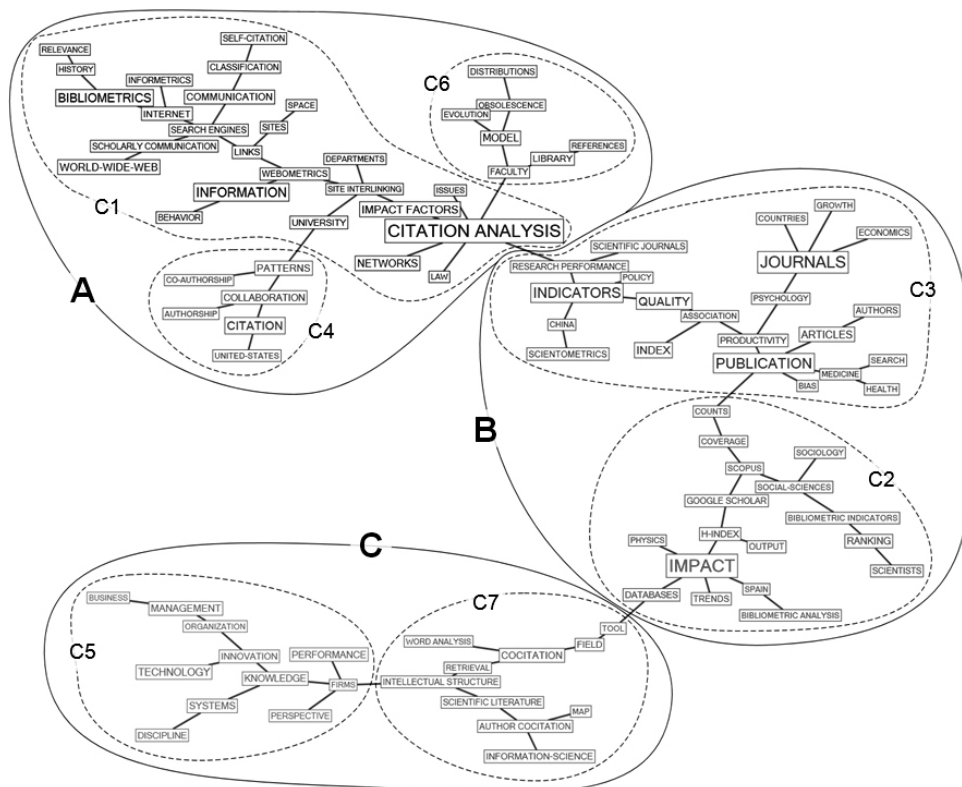 SELF-CITATION
RELEVANCE
CLASSIFICATION
HISTORY
INFORMETRICS
BIBLIOMETRICS
COMMUNICATION
INTERNET
SPACE
SEARCH ENGINES
SITES
SCHOLARLY COMMUNICATION
LINKS
WORLD-WIDE-WEB
DEPARTMENTS
WEBOMETRICS
INFORMATION
SITE INTERLINKING
ISSUES
C1
BEHAVIOR
IMPACT FACTORS
UNIVERSITY
CITATION ANALYSIS
NETWORKS
LAW
C6
DISTRIBUTIONS
OBSOLESCENCE
EVOLUTION
MODEL
REFERENCES
LIBRARY
FACULTY
A
PATTERNS
CO-AUTHORSHIP
COLLABORATION
AUTHORSHIP
CITATION
C4
UNITED-STATES
GROWTH
COUNTRIES
ECONOMICS
SCIENTIFIC JOURNALS
JOURNALS
RESEARCH PERFORMANCE
POLICY
C3
INDICATORS
QUALITY
PSYCHOLOGY
ASSOCIATION
AUTHORS
CHINA
PRODUCTIVITY
ARTICLES
SCIENTOMETRICS
INDEX
PUBLICATION
SEARCH
MEDICINE
BIAS
HEALTH
B
COUNTS
COVERAGE
SOCIOLOGY
SCOPUS
C2
SOCIAL-SCIENCES
GOOGLE SCHOLAR
BIBLIOMETRIC INDICATORS
H-INDEX
PHYSICS
OUTPUT
RANKING
IMPACT
SCIENTISTS
SPAIN
DATABASES
TRENDS
BIBLIOMETRIC ANALYSIS
C
C7
TOOL
WORD ANALYSIS
FIELD
COCITATION
RETRIEVAL
INTELLECTUAL STRUCTURE
SCIENTIFIC LITERATURE
MAP
AUTHOR COCITATION
INFORMATION-SCIENCE
BUSINESS
MANAGEMENT
ORGANIZATION
C5
INNOVATION
PERFORMANCE
TECHNOLOGY
KNOWLEDGE
FIRMS
SYSTEMS
PERSPECTIVE
DISCIPLINE